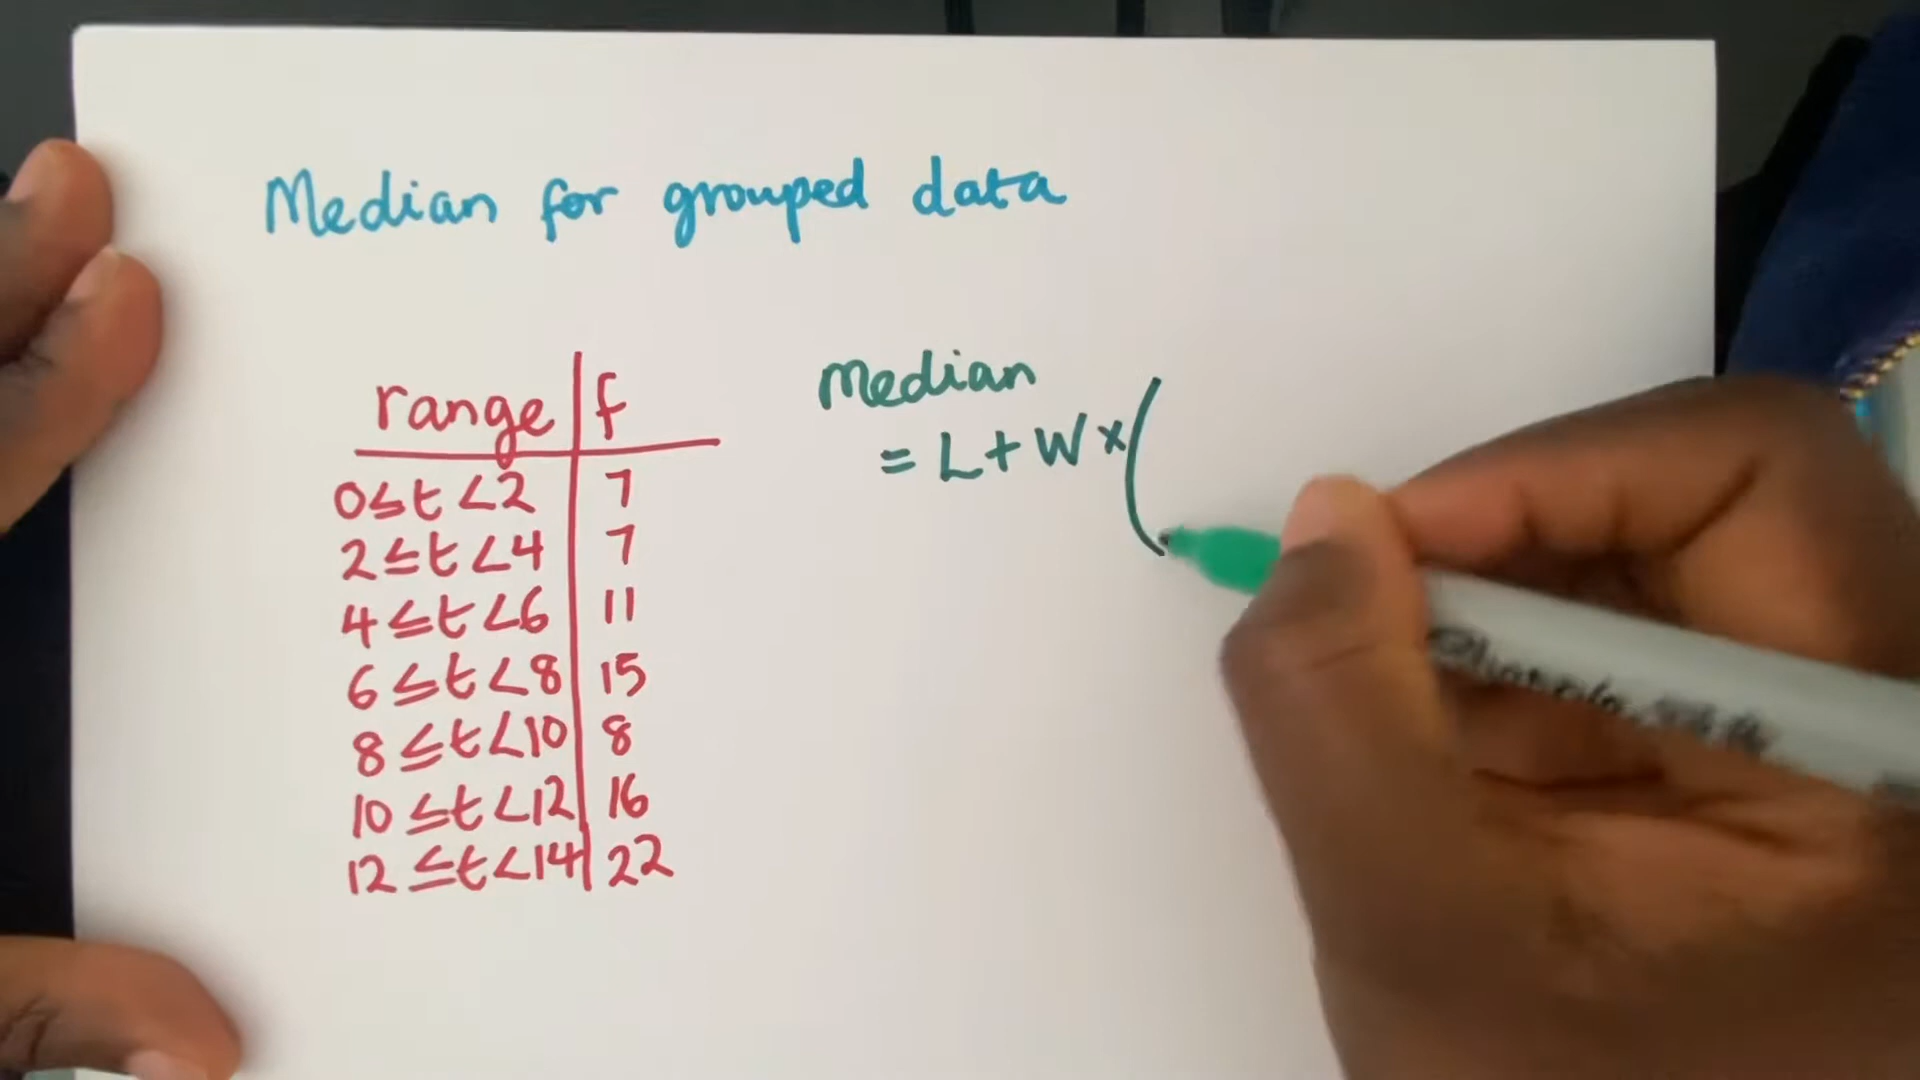 Median for grouped data
range f
0≤t<2 7
2≤t<4 7
4≤t<6 11
6≤t<8 15
8≤t<10 8
10≤t<12 16
12≤t<14 22
Median
= L+W×(